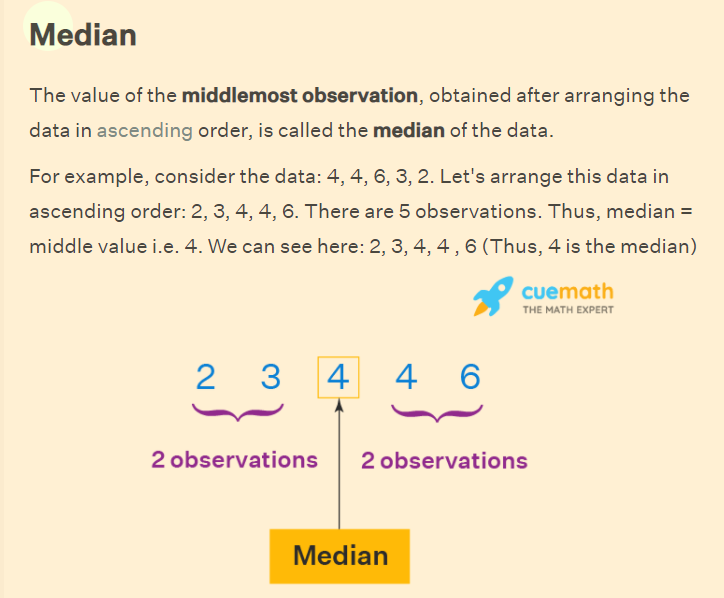 Median
The value of the middlemost observation, obtained after arranging the
data in ascending order, is called the median of the data.
For example, consider the data: 4, 4, 6, 3, 2. Let's arrange this data in
ascending order: 2, 3, 4, 4, 6. There are 5 observations. Thus, median =
middle value i.e. 4. We can see here: 2, 3, 4, 4 , 6 (Thus, 4 is the median)
cuemath
THE MATH EXPERT
2 3 4 4 6
2 observations 2 observations
Median